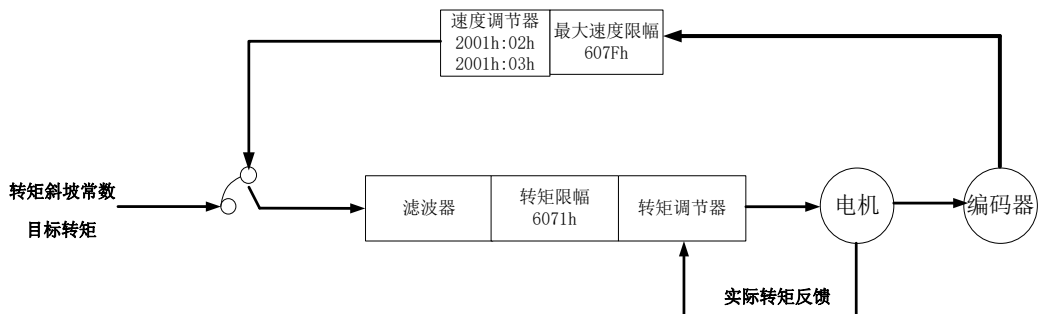 速度调节器
2001h:02h
2001h:03h
最大速度限幅
607Fh
转矩斜坡常数
目标转矩
滤波器
转矩限幅
6071h
转矩调节器
电机
编码器
实际转矩反馈